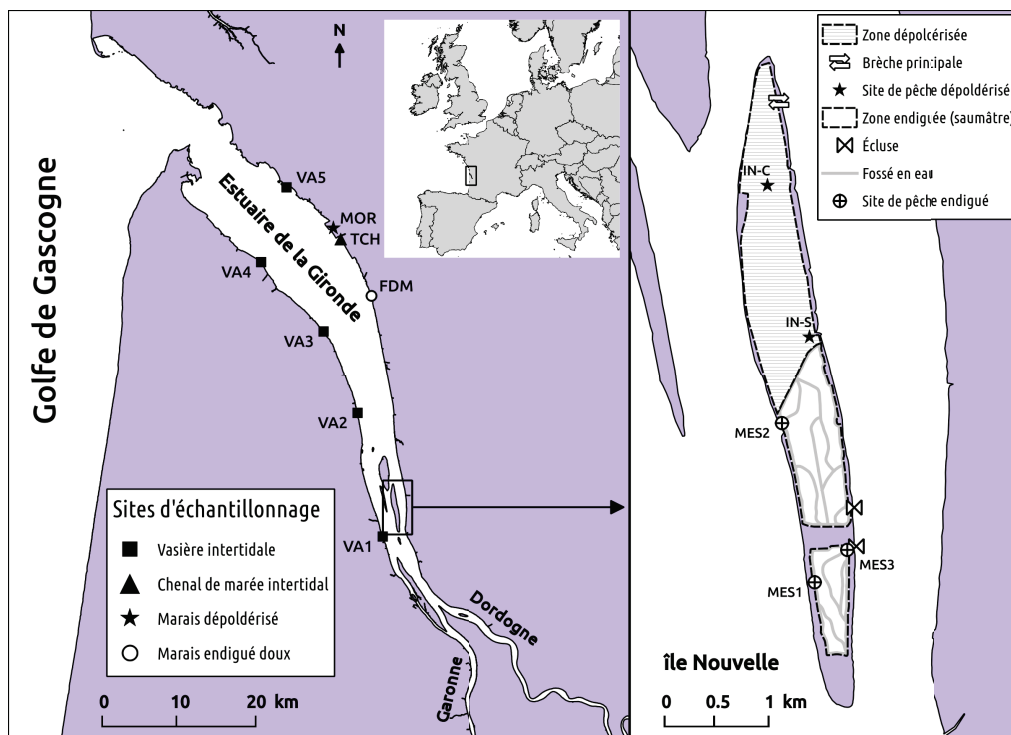 Golfe de Gascogne
N
VA5
Estuaire de la Gironde
MOR
TCH
VA4
FDM
VA3
VA2
VA1
Sites d'échantillonnage
Vasière intertidale
Chenal de marée intertidal
Marais dépoldérisé
Marais endigué doux
0 10 20 km
Dordogne
Garonne
Zone dépolcérisée
Brèche principale
Site de pêche dépoldérisé
Zone endiguée (saumâtre)
Écluse
Fossé en eau
Site de pêche endigué
IN-C
IN-S
MES2
MES3
MES1
île Nouvelle
0 0.5 1 km